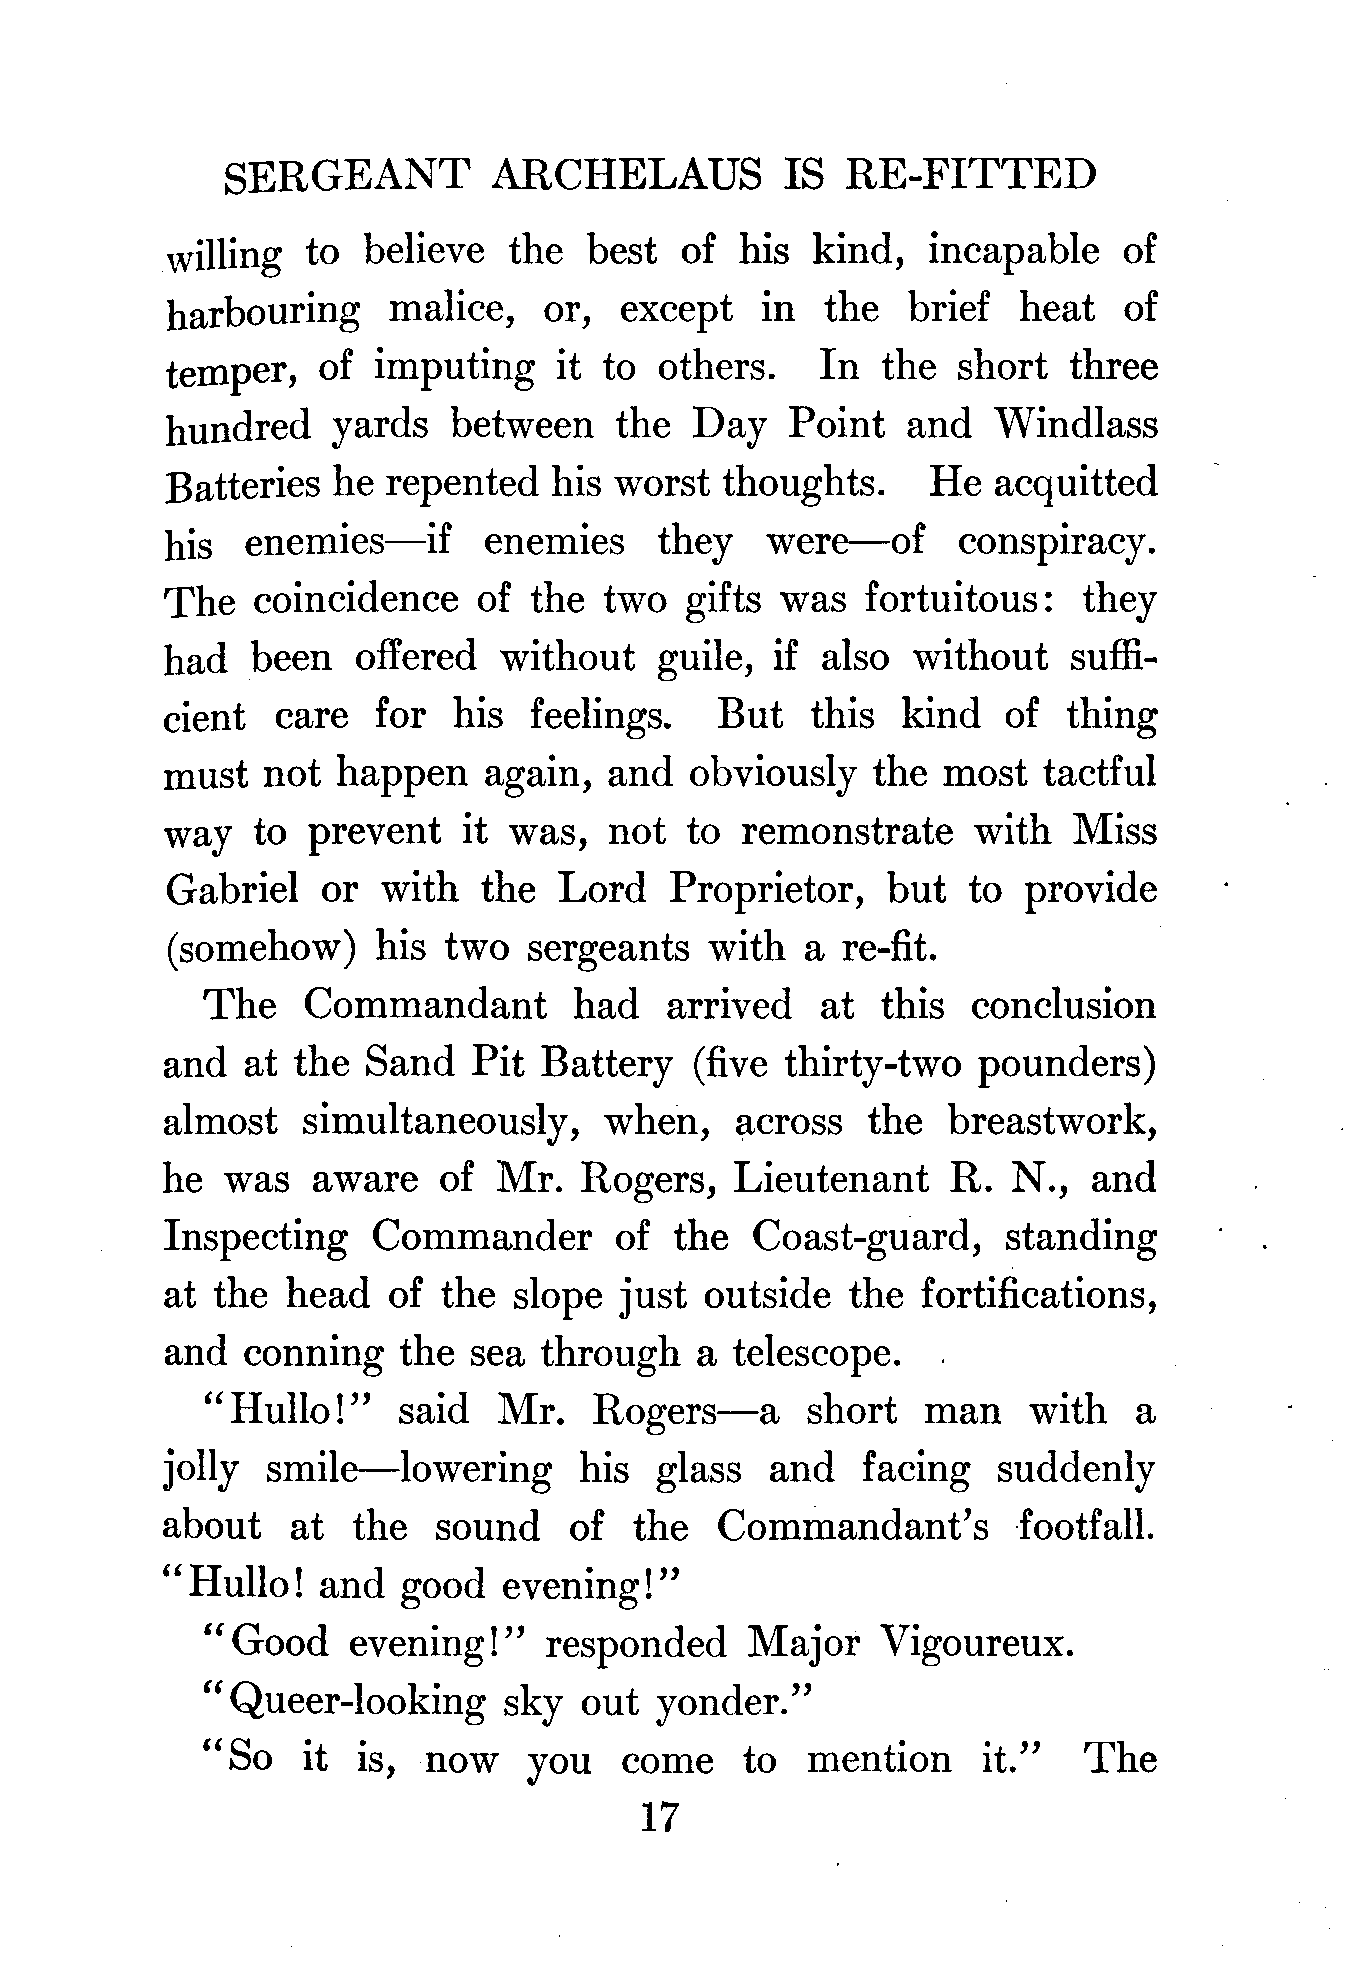 SERGEANT ARCHELAUS IS RE-FITTED
willing to believe the best of his kind, incapable of
harbouring malice, or, except in the brief heat of
temper, of imputing it to others. In the short three
hundred yards between the Day Point and Windlass
Batteries he repented his worst thoughts. He acquitted
his enemies—if enemies they were—of conspiracy.
The coincidence of the two gifts was fortuitous: they
had been offered without guile, if also without suffi-
cient care for his feelings. But this kind of thing
must not happen again, and obviously the most tactful
way to prevent it was, not to remonstrate with Miss
Gabriel or with the Lord Proprietor, but to provide
(somehow) his two sergeants with a re-fit.
The Commandant had arrived at this conclusion
and at the Sand Pit Battery (five thirty-two pounders)
almost simultaneously, when, across the breastwork,
he was aware of Mr. Rogers, Lieutenant R. N., and
Inspecting Commander of the Coast-guard, standing
at the head of the slope just outside the fortifications,
and conning the sea through a telescope.
"Hullo!" said Mr. Rogers—a short man with a
jolly smile—lowering his glass and facing suddenly
about at the sound of the Commandant's footfall.
"Hullo! and good evening!"
"Good evening!" responded Major Vigoureux.
"Queer-looking sky out yonder."
"So it is, now you come to mention it." The
17